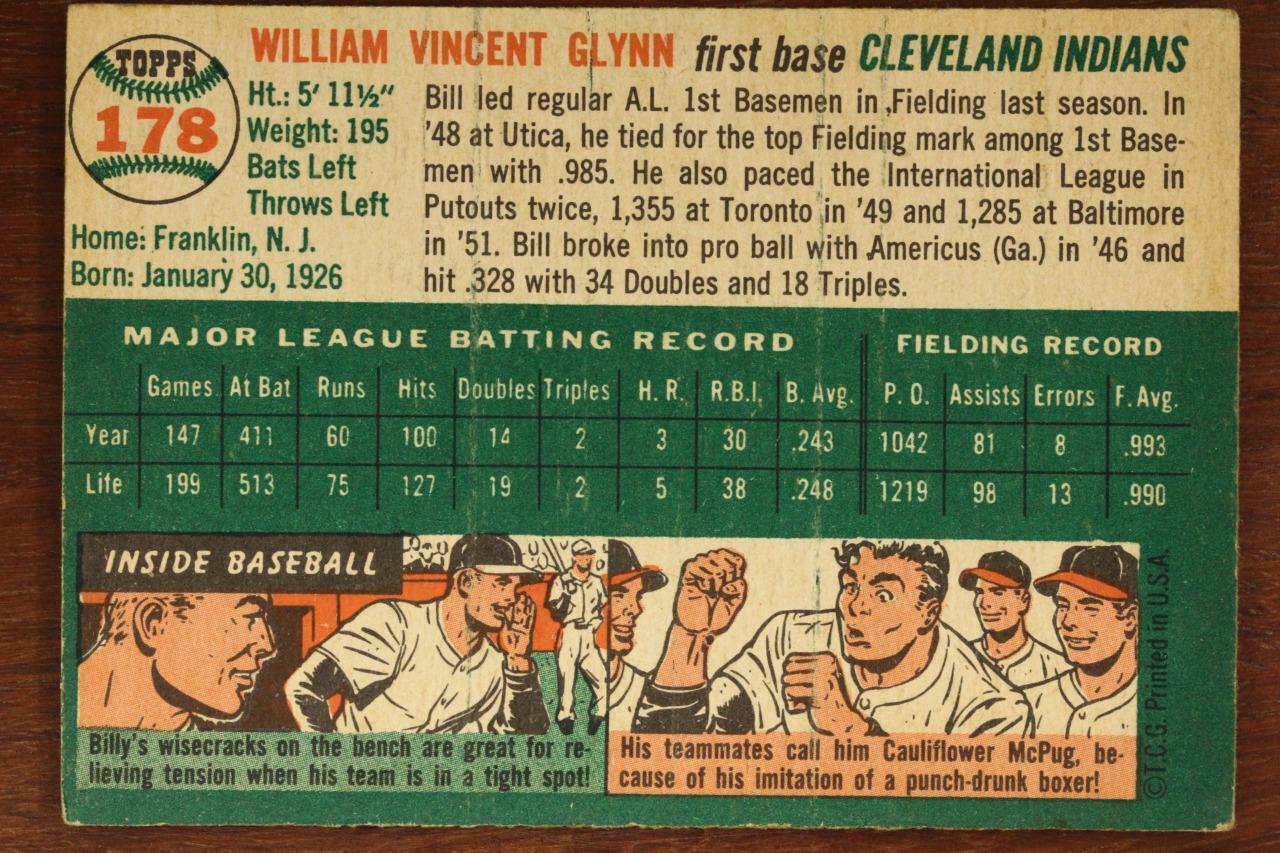 TOPPS
178
WILLIAM VINCENT GLYNN first base CLEVELAND INDIANS
Ht.: 5' 11½"
Weight: 195
Bats Left
Throws Left
Home: Franklin, N. J.
Born: January 30, 1926
Bill led regular A.L. 1st Basemen in Fielding last season. In
'48 at Utica, he tied for the top Fielding mark among 1st Base-
men with .985. He also paced the International League in
Putouts twice, 1,355 at Toronto in '49 and 1,285 at Baltimore
in '51. Bill broke into pro ball with Americus (Ga.) in '46 and
hit .328 with 34 Doubles and 18 Triples.
MAJOR LEAGUE BATTING RECORD FIELDING RECORD
Games At Bat Runs Hits Doubles Triples H. R. R.B.I. B. Avg. P. O. Assists Errors F. Avg.
Year 147 411 60 100 14 2 3 30 .243 1042 81 8 .993
Life 199 513 75 127 19 2 5 38 .248 1219 98 13 .990
INSIDE BASEBALL
Billy's wisecracks on the bench are great for re-
lieving tension when his team is in a tight spot!
His teammates call him Cauliflower McPug, be-
cause of his imitation of a punch-drunk boxer!
©T.C.G. Printed in U.S.A.